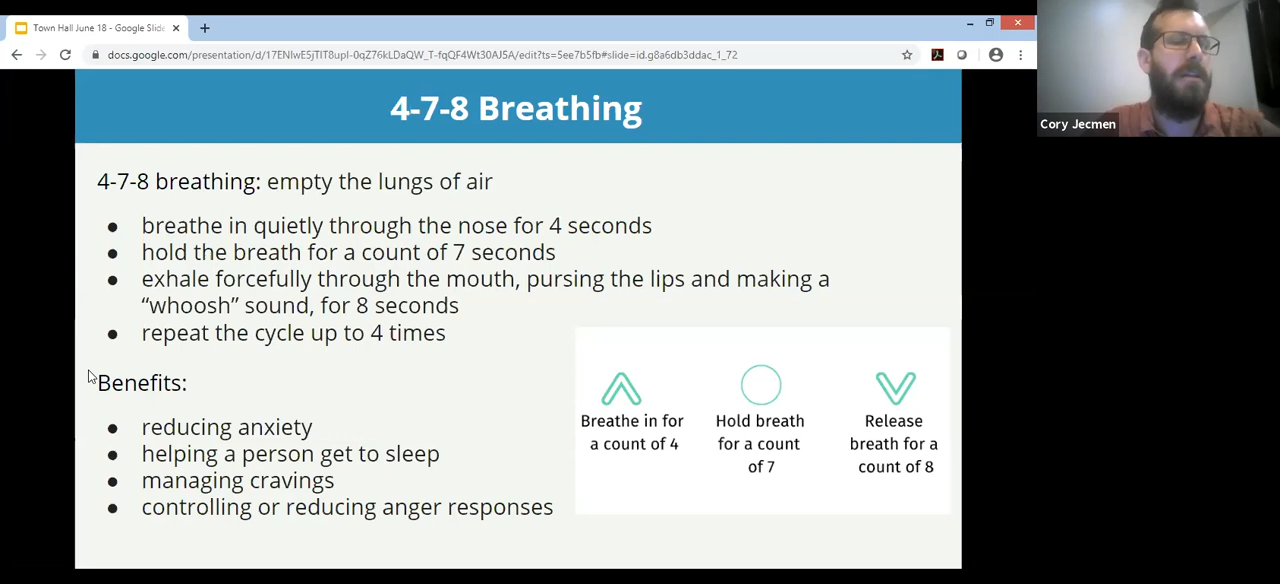 Town Hall June 18 - Google Slide
docs.google.com/presentation/d/17ENlwE5jTlT8upl-0qZ76kLDaQW_T-fqQF4Wt30AJ5A/edit?ts=5ee7b5fb#slide=id.g8a6db3ddac_1_72
Cory Jecmen
4-7-8 Breathing
4-7-8 breathing: empty the lungs of air
● breathe in quietly through the nose for 4 seconds
● hold the breath for a count of 7 seconds
● exhale forcefully through the mouth, pursing the lips and making a
“whoosh” sound, for 8 seconds
● repeat the cycle up to 4 times
Benefits:
● reducing anxiety
● helping a person get to sleep
● managing cravings
● controlling or reducing anger responses
Breathe in for
a count of 4
Hold breath
for a count
of 7
Release
breath for a
count of 8